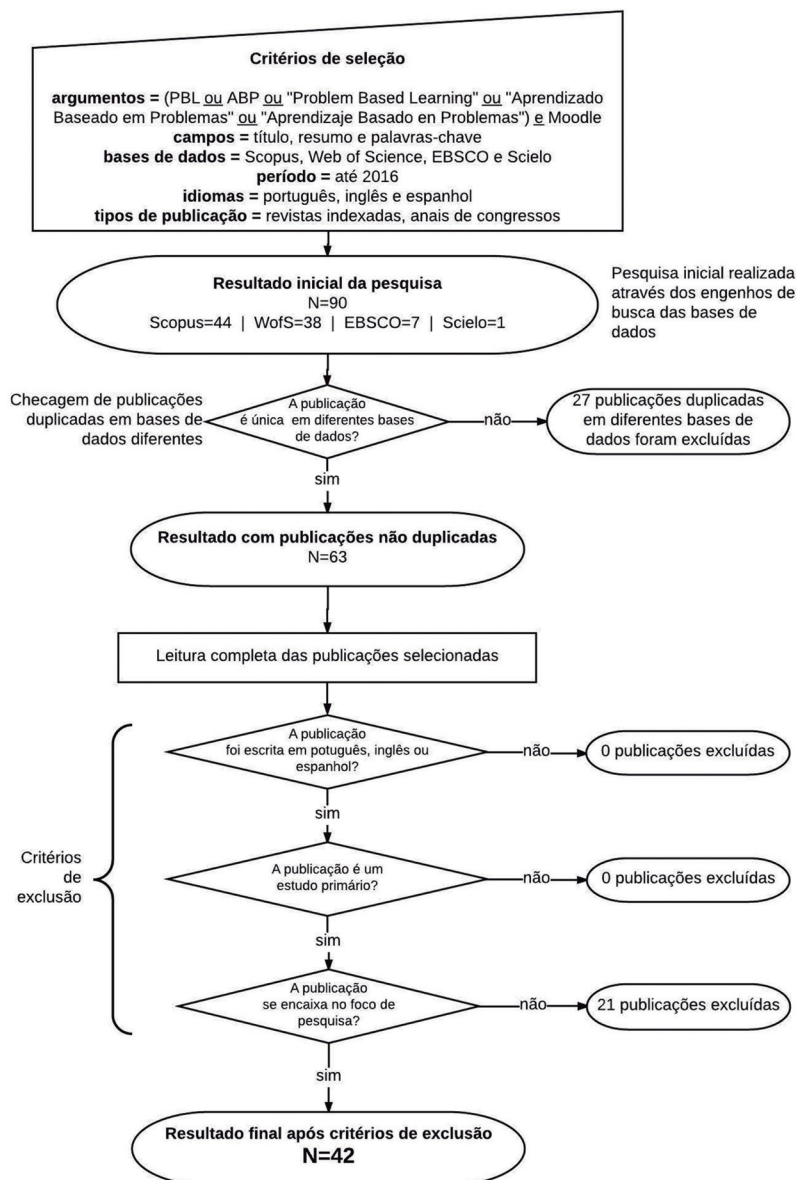 Critérios de seleção
argumentos = (PBL ou ABP ou "Problem Based Learning" ou "Aprendizado
Baseado em Problemas" ou "Aprendizaje Basado en Problemas") e Moodle
campos = título, resumo e palavras-chave
bases de dados = Scopus, Web of Science, EBSCO e Scielo
período = até 2016
idiomas = português, inglês e espanhol
tipos de publicação = revistas indexadas, anais de congressos
Resultado inicial da pesquisa
N=90
Scopus=44 | WofS=38 | EBSCO=7 | Scielo=1
Pesquisa inicial realizada
através dos engenhos de
busca das bases de
dados
Checagem de publicações
duplicadas em bases de
dados diferentes
A publicação
é única em diferentes bases
de dados?
não
27 publicações duplicadas
em diferentes bases de
dados foram excluídas
sim
Resultado com publicações não duplicadas
N=63
Leitura completa das publicações selecionadas
Critérios
de
exclusão
A publicação
foi escrita em potuguês, inglês ou
espanhol?
não
0 publicações excluídas
sim
A publicação é um
estudo primário?
não
0 publicações excluídas
sim
A publicação
se encaixa no foco de
pesquisa?
não
21 publicações excluídas
sim
Resultado final após critérios de exclusão
N=42